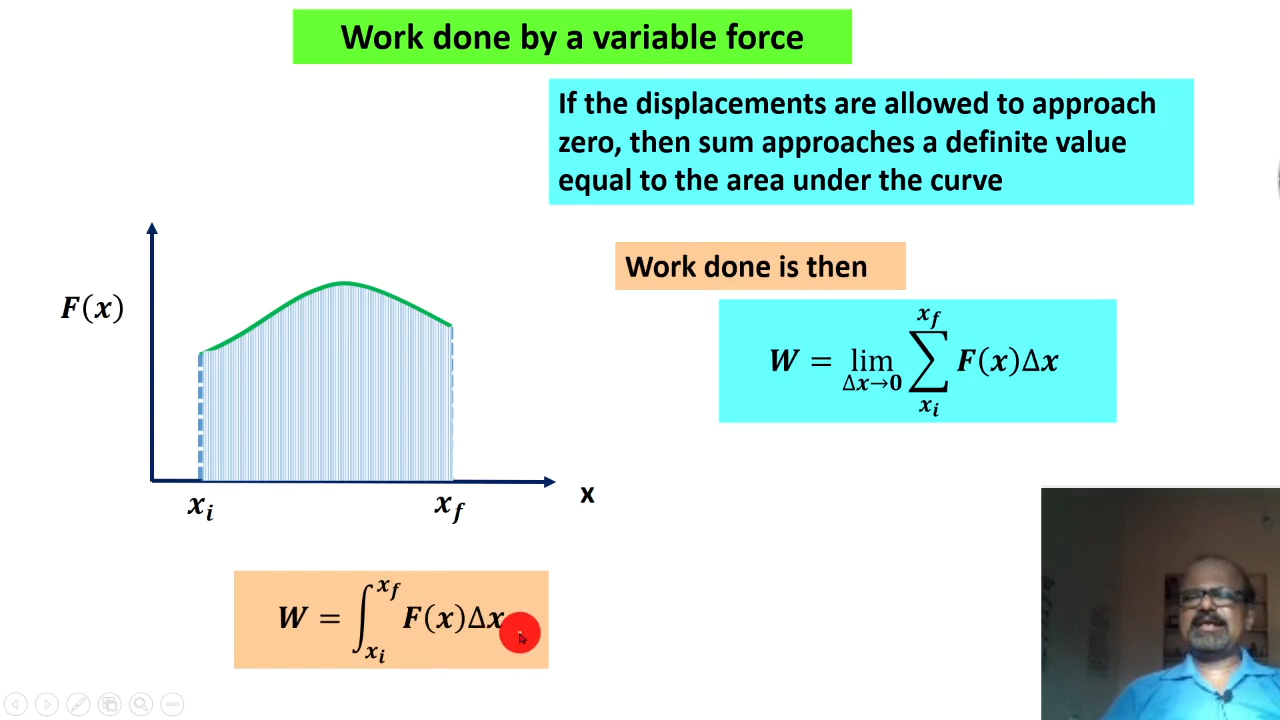 Work done by a variable force
If the displacements are allowed to approach
zero, then sum approaches a definite value
equal to the area under the curve
Work done is then
W = lim_{Δx→0} ∑_{x_i}^{x_f} F(x)Δx
F(x)
x_i
x_f
x
W = ∫_{x_i}^{x_f} F(x)Δx